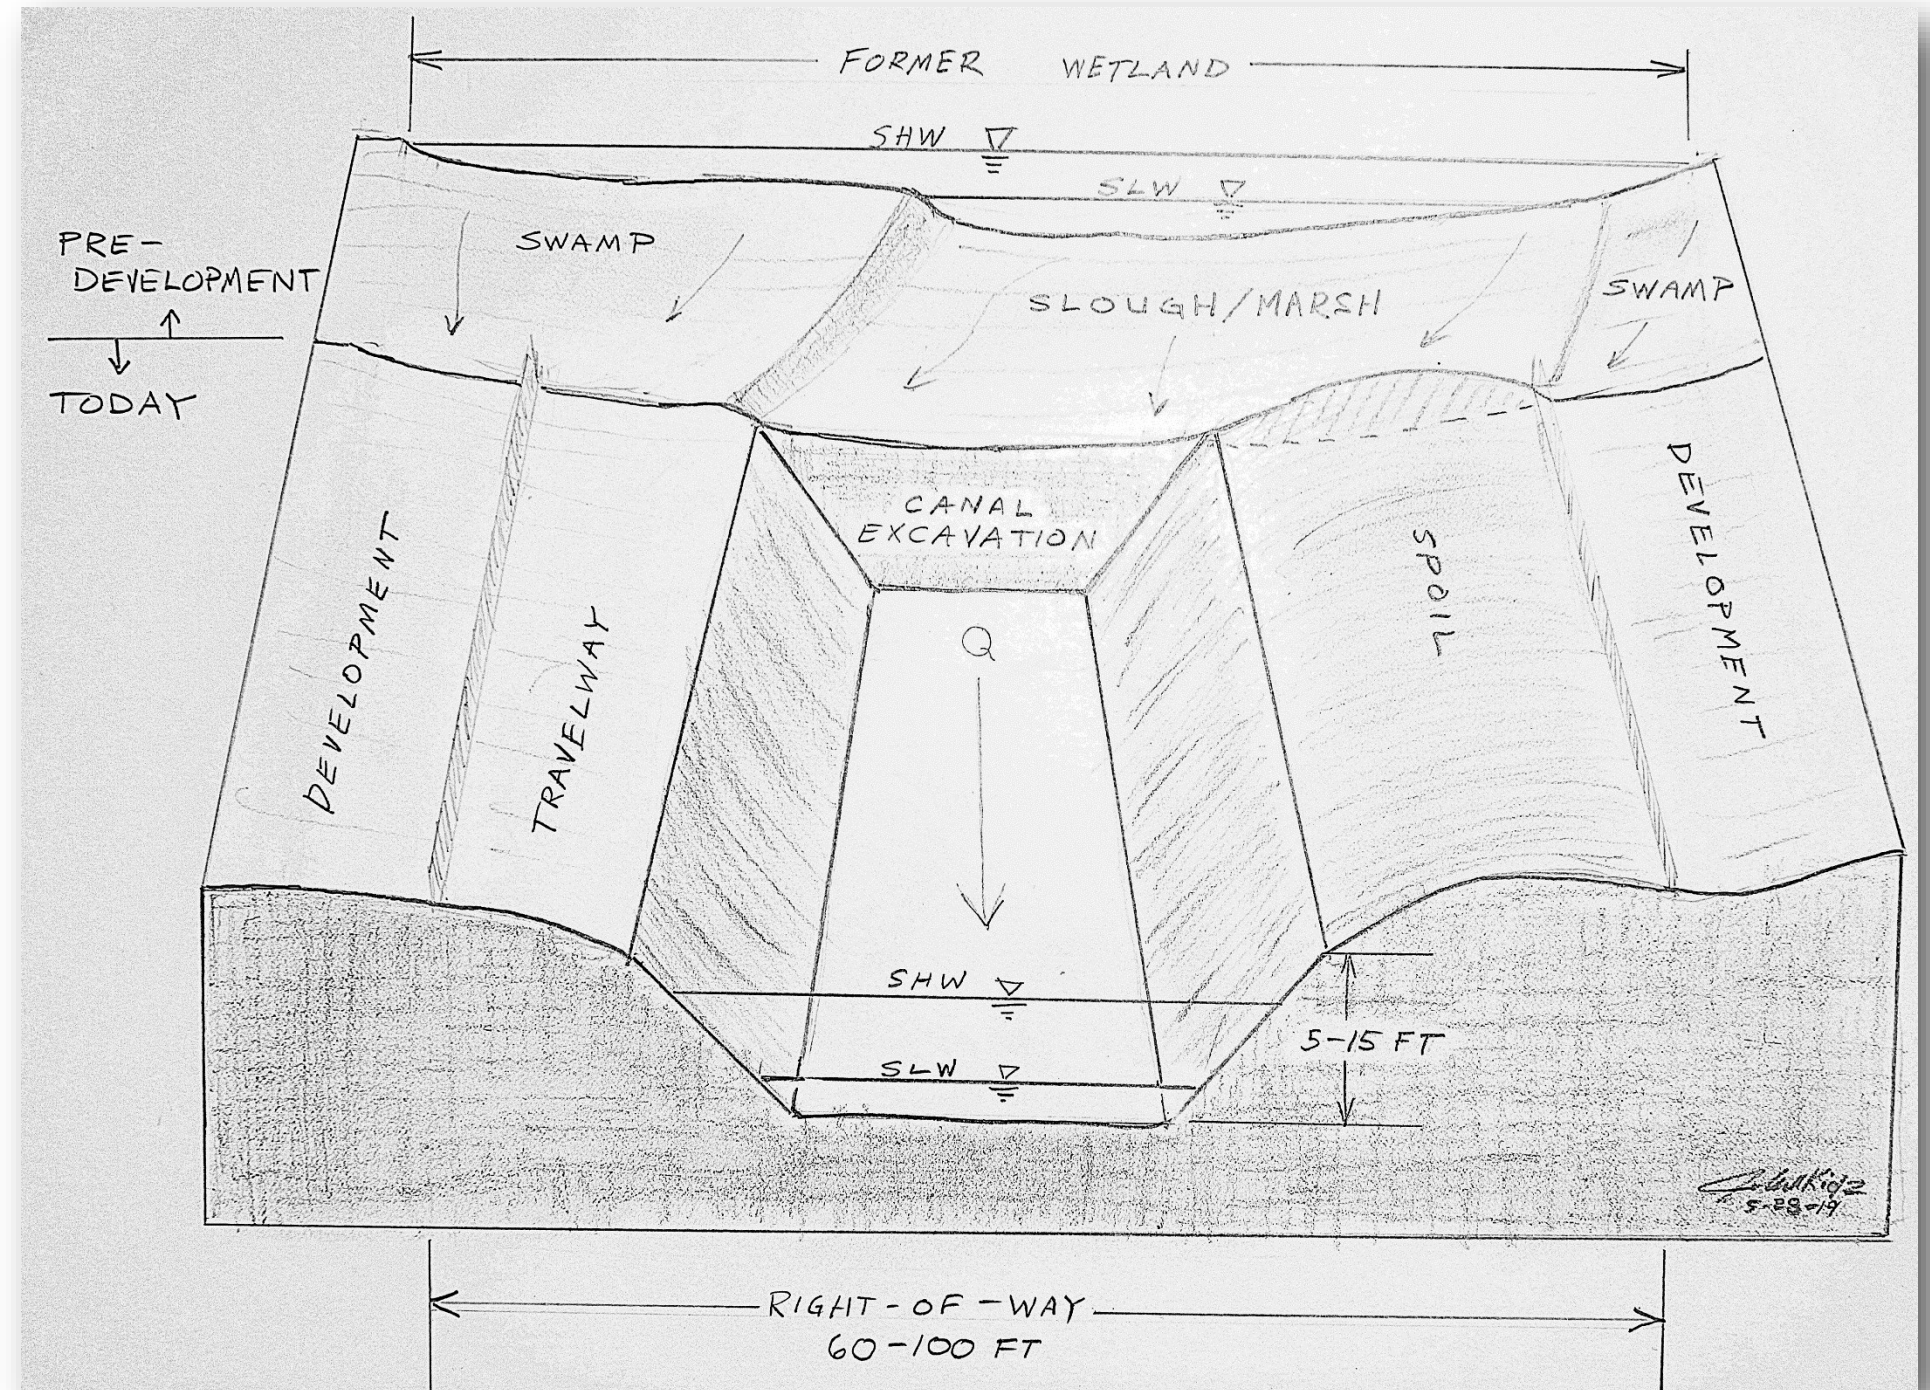 FORMER WETLAND
SHW
SLW
PRE-
DEVELOPMENT
TODAY
SWAMP
SLOUGH/MARSH
SWAMP
CANAL
EXCAVATION
DEVELOPMENT
TRAVELWAY
Q
SPOIL
DEVELOPMENT
SHW
SLW
5-15 FT
5-28-19
RIGHT-OF-WAY
60-100 FT